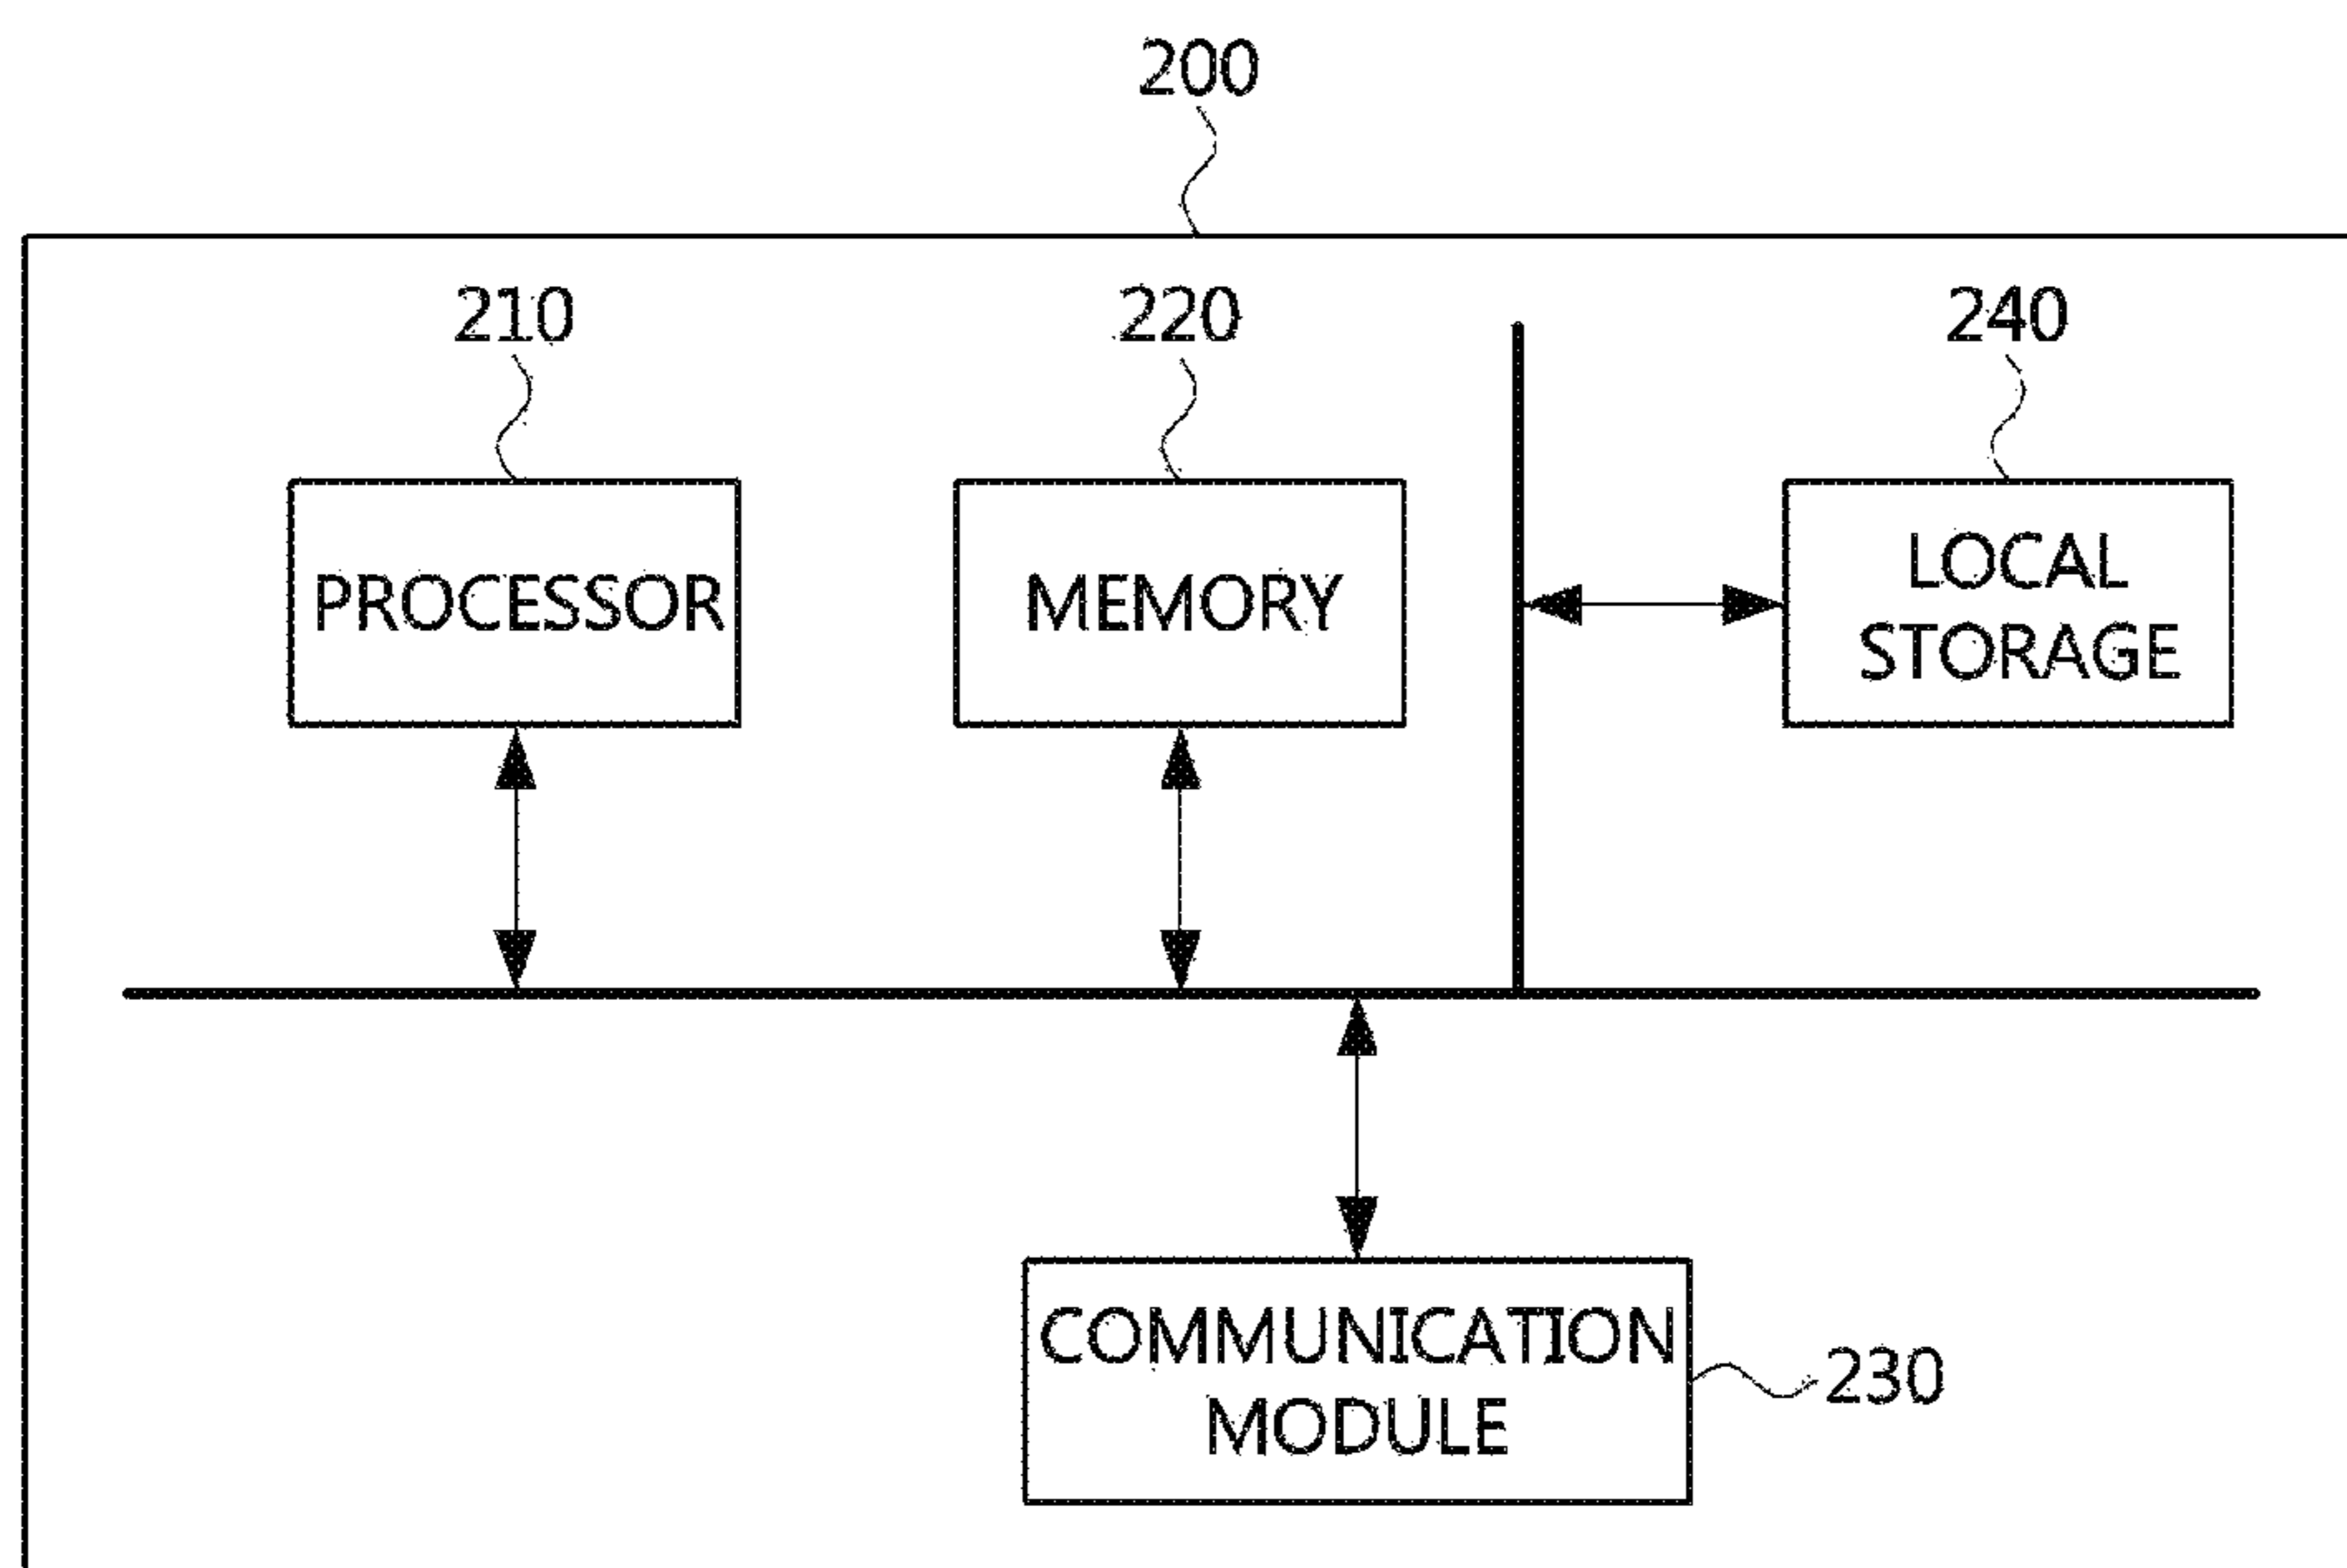 200
210
220
240
PROCESSOR
MEMORY
LOCAL
STORAGE
COMMUNICATION
MODULE
230